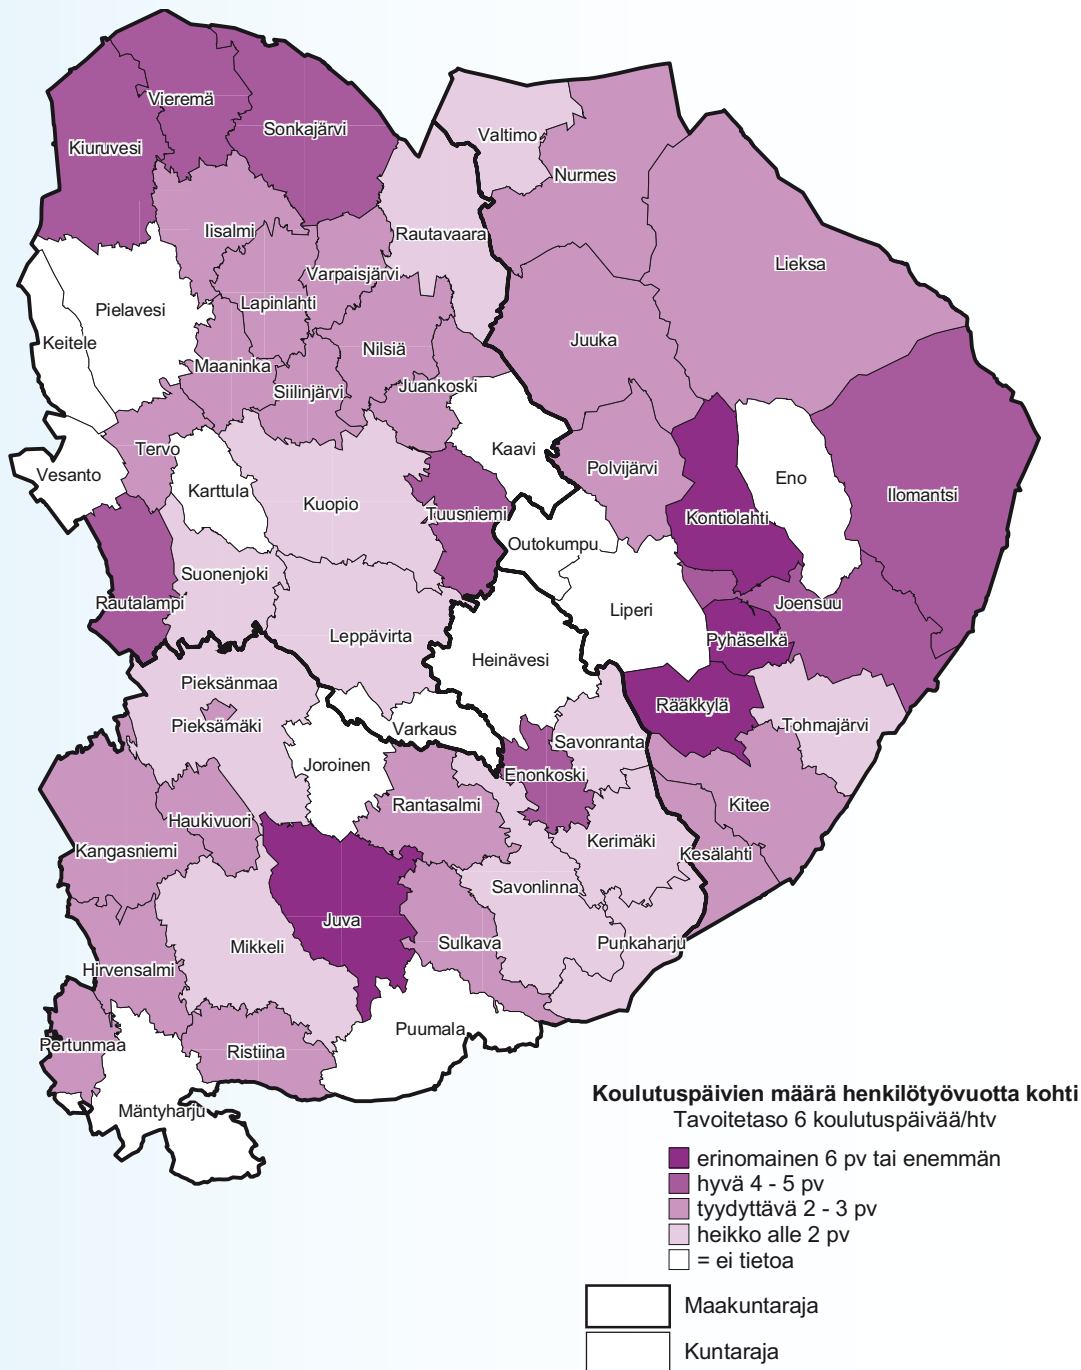 Vieremä
Sonkajärvi
Kiuruvesi
Valtimo
Nurmes
Iisalmi
Rautavaara
Lieksa
Varpaisjärvi
Lapinlahti
Pielavesi
Keitele
Juuka
Nilsiä
Maaninka
Juankoski
Siilinjärvi
Tervo
Kaavi
Polvijärvi
Vesanto
Karttula
Eno
Ilomantsi
Kuopio
Tuusniemi
Kontiolahti
Outokumpu
Suonenjoki
Rautalampi
Liperi
Joensuu
Leppävirta
Pyhäselkä
Heinävesi
Pieksänmaa
Rääkkylä
Pieksämäki
Varkaus
Savonranta
Tohmajärvi
Joroinen
Enonkoski
Rantasalmi
Kitee
Haukivuori
Kerimäki
Kangasniemi
Kesälahti
Savonlinna
Juva
Mikkeli
Sulkava
Punkaharju
Hirvensalmi
Puumala
Pertunmaa
Ristiina
Mäntyharju
Koulutuspäivien määrä henkilötyövuotta kohti
Tavoitetaso 6 koulutuspäivää/htv
erinomainen 6 pv tai enemmän
hyvä 4 - 5 pv
tyydyttävä 2 - 3 pv
heikko alle 2 pv
= ei tietoa
Maakuntaraja
Kuntaraja